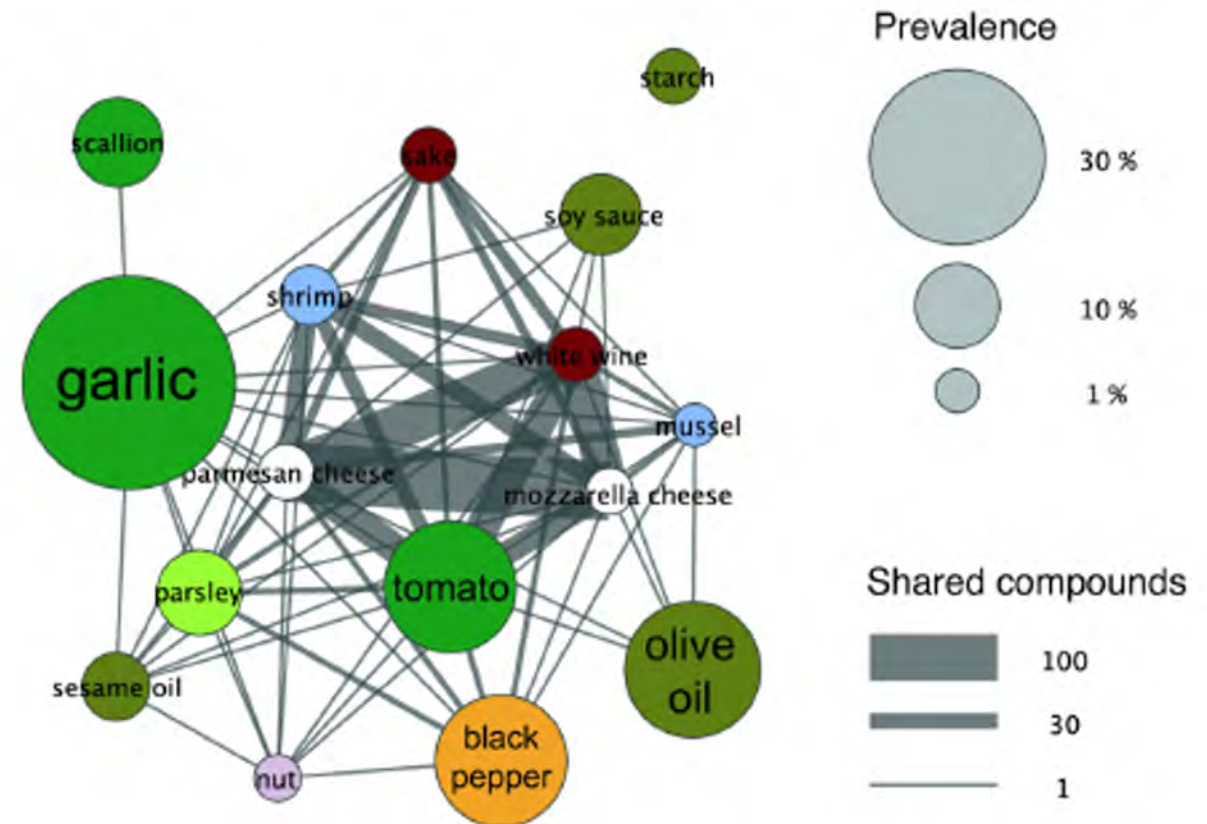 Prevalence
starch
scallion
sake
30 %
soy sauce
shrimp
10 %
white wine
garlic
1 %
mussel
parmesan cheese
mozzarella cheese
Shared compounds
parsley
tomato
olive
oil
100
sesame oil
30
black
pepper
nut
1